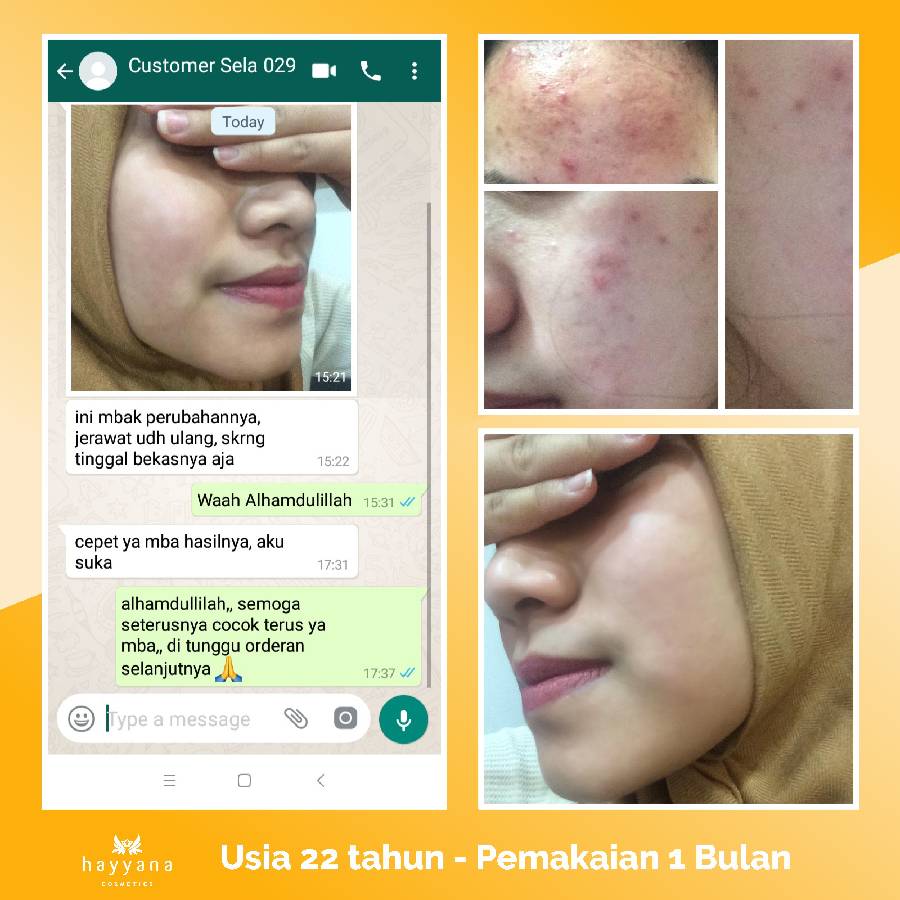 Customer Sela 029
Today
15:21
ini mbak perubahannya,
jerawat udh ulang, skrng
tinggal bekasnya aja
15:22
Waah Alhamdulillah 15:31
cepet ya mba hasilnya, aku
suka
17:31
alhamdullilah,, semoga
seterusnya cocok terus ya
mba,, di tunggu orderan
selanjutnya 🙏
17:37
Type a message
hayyana
COSMETICS
Usia 22 tahun - Pemakaian 1 Bulan